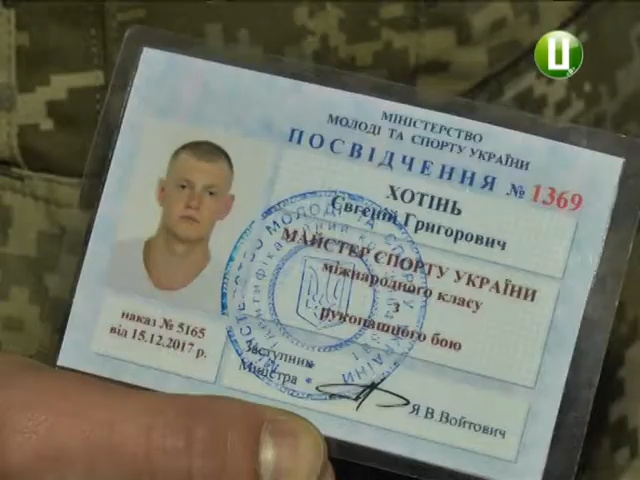 Ц
МІНІСТЕРСТВО
МОЛОДІ ТА СПОРТУ УКРАЇНИ
ПОСВІДЧЕННЯ № 1369
ХОТІНЬ
Євгеній Григорович
МАЙСТЕР СПОРТУ УКРАЇНИ
міжнародного класу
з
рукопашного бою
наказ № 5165
від 15.12.2017 р.
Заступник
Міністра
Я.В.Войтович